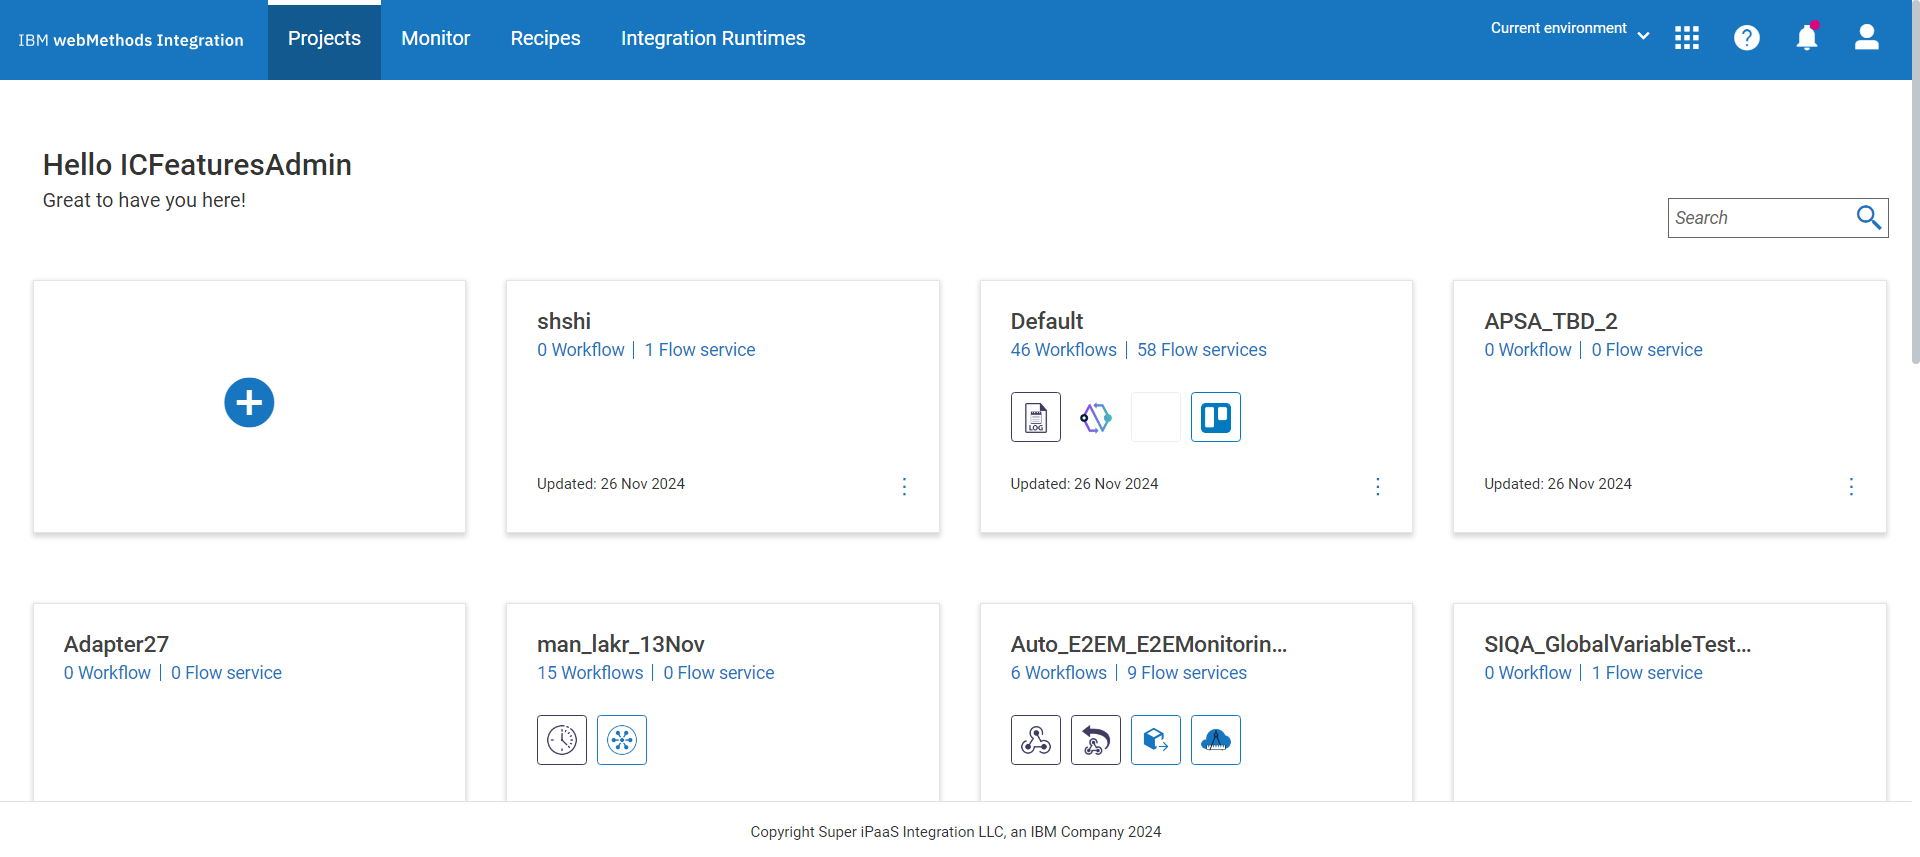 IBM webMethods Integration
Projects
Monitor
Recipes
Integration Runtimes
Current environment
Hello ICFeaturesAdmin
Great to have you here!
Search
shshi
0 Workflow | 1 Flow service
Updated: 26 Nov 2024
Default
46 Workflows | 58 Flow services
LOG
Updated: 26 Nov 2024
APSA_TBD_2
0 Workflow | 0 Flow service
Updated: 26 Nov 2024
Adapter27
0 Workflow | 0 Flow service
man_lakr_13Nov
15 Workflows | 0 Flow service
Auto_E2EM_E2EMonitorin...
6 Workflows | 9 Flow services
SIQA_GlobalVariableTest...
0 Workflow | 1 Flow service
Copyright Super iPaaS Integration LLC, an IBM Company 2024